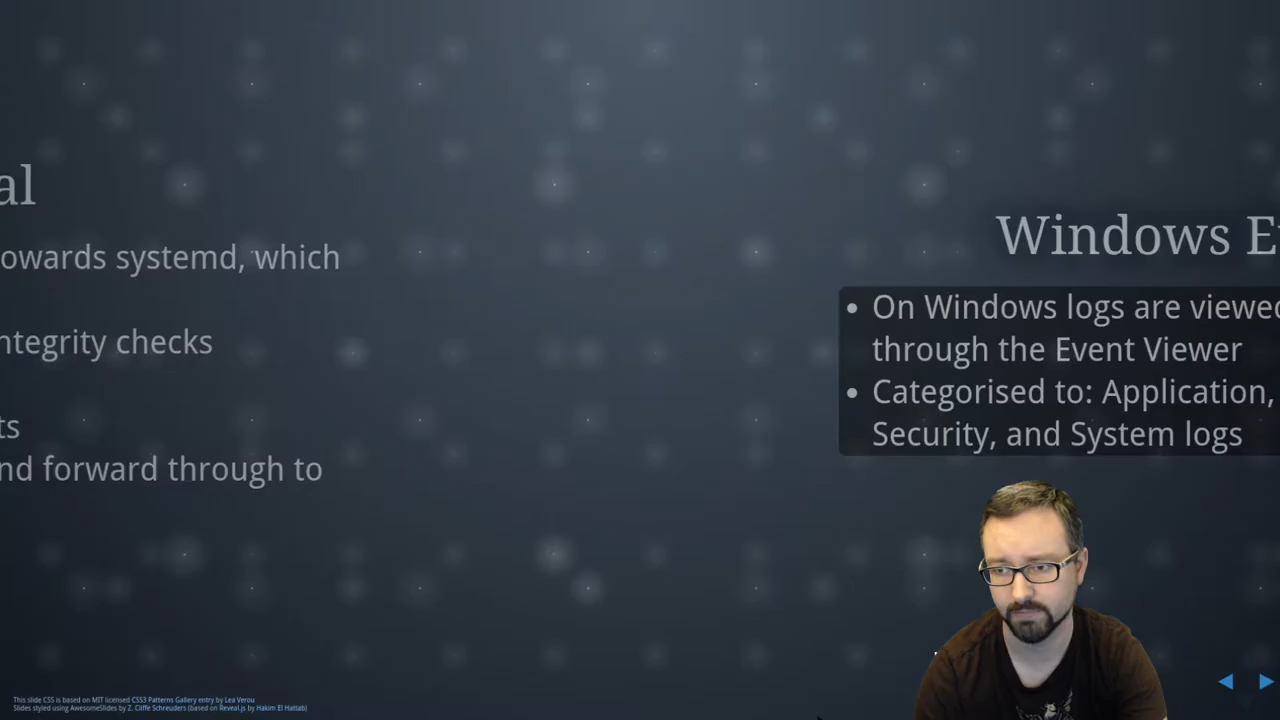 al
owards systemd, which
ntegrity checks
ts
nd forward through to
Windows E
On Windows logs are viewed
through the Event Viewer
Categorised to: Application,
Security, and System logs
This slide CSS is based on MIT licensed CSS3 Patterns Gallery entry by Lea Verou
Slides styled using AwesomeSlides by Z. Cliffe Schreuders (based on Reveal.js by Hakim El Hattab)